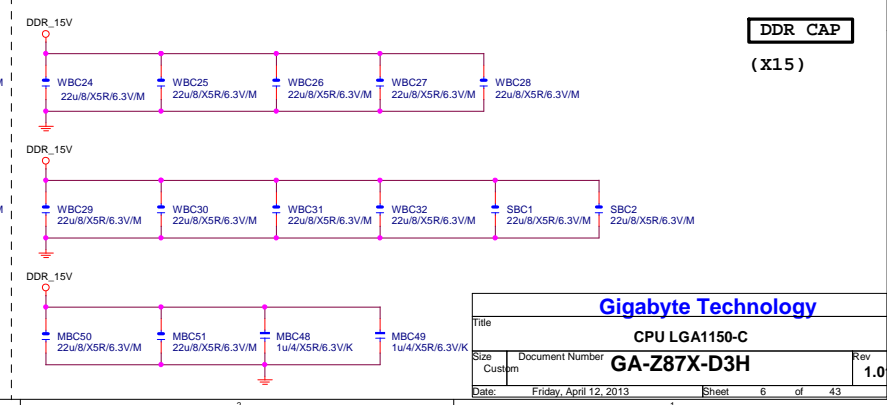 DDR_15V
DDR CAP
(X15)
WBC24
22u/8/X5R/6.3V/M
WBC25
22u/8/X5R/6.3V/M
WBC26
22u/8/X5R/6.3V/M
WBC27
22u/8/X5R/6.3V/M
WBC28
22u/8/X5R/6.3V/M
DDR_15V
WBC29
22u/8/X5R/6.3V/M
WBC30
22u/8/X5R/6.3V/M
WBC31
22u/8/X5R/6.3V/M
WBC32
22u/8/X5R/6.3V/M
SBC1
22u/8/X5R/6.3V/M
SBC2
22u/8/X5R/6.3V/M
DDR_15V
MBC50
22u/8/X5R/6.3V/M
MBC51
22u/8/X5R/6.3V/M
MBC48
1u/4/X5R/6.3V/K
MBC49
1u/4/X5R/6.3V/K
Gigabyte Technology
Title
CPU LGA1150-C
Size Document Number Rev
Custom GA-Z87X-D3H 1.01
Date: Friday, April 12, 2013 Sheet 6 of 43